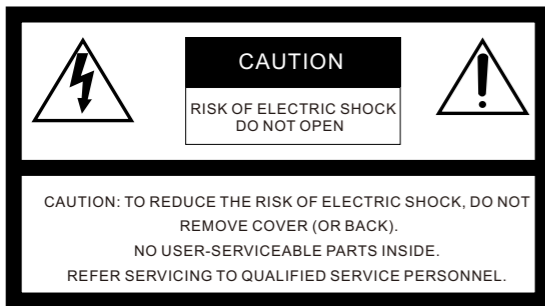 CAUTION
RISK OF ELECTRIC SHOCK
DO NOT OPEN
CAUTION: TO REDUCE THE RISK OF ELECTRIC SHOCK, DO NOT
REMOVE COVER (OR BACK).
NO USER-SERVICEABLE PARTS INSIDE.
REFER SERVICING TO QUALIFIED SERVICE PERSONNEL.